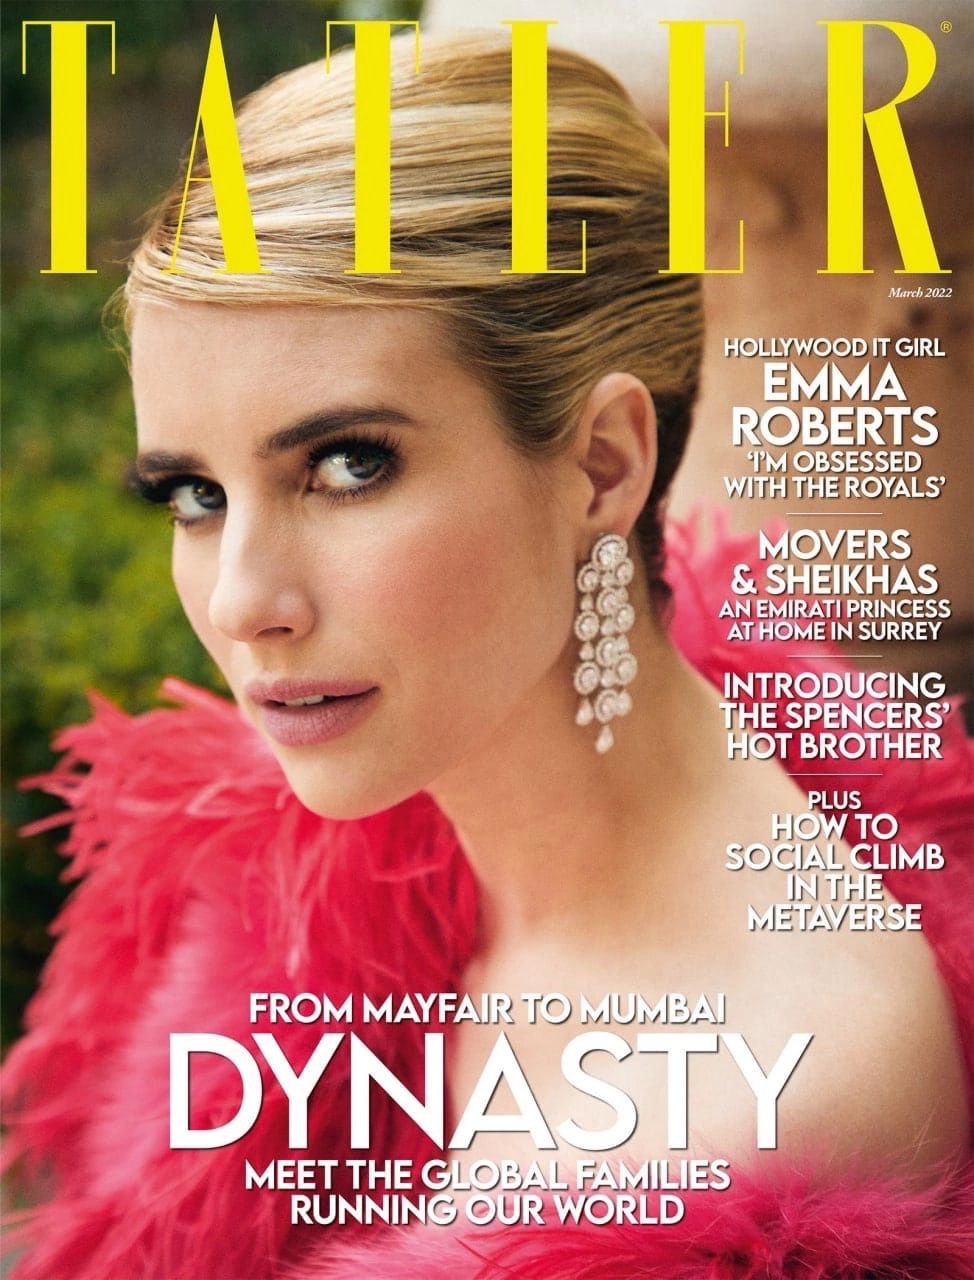 TATLER®
March 2022
HOLLYWOOD IT GIRL
EMMA
ROBERTS
‘I’M OBSESSED
WITH THE ROYALS’
MOVERS
& SHEIKHAS
AN EMIRATI PRINCESS
AT HOME IN SURREY
INTRODUCING
THE SPENCERS’
HOT BROTHER
PLUS
HOW TO
SOCIAL CLIMB
IN THE
METAVERSE
FROM MAYFAIR TO MUMBAI
DYNASTY
MEET THE GLOBAL FAMILIES
RUNNING OUR WORLD